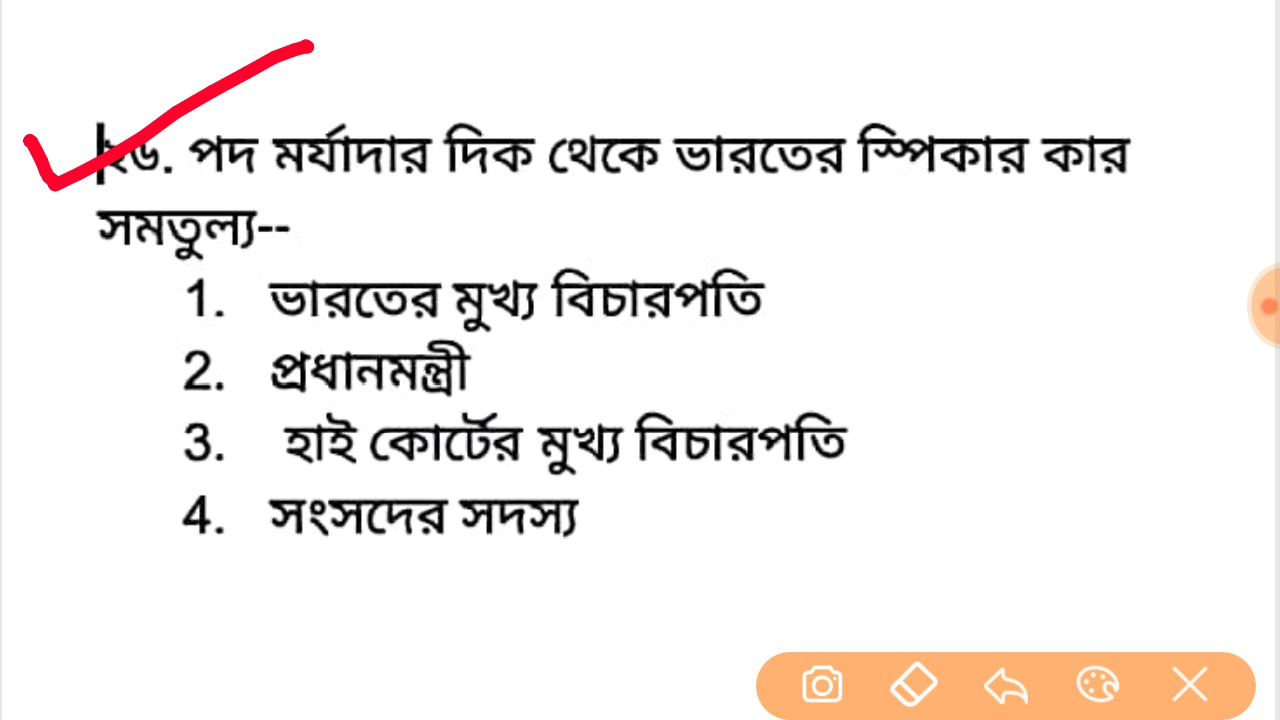 ২৬. পদ মর্যাদার দিক থেকে ভারতের স্পিকার কার
সমতুল্য--
1. ভারতের মুখ্য বিচারপতি
2. প্রধানমন্ত্রী
3. হাই কোর্টের মুখ্য বিচারপতি
4. সংসদের সদস্য